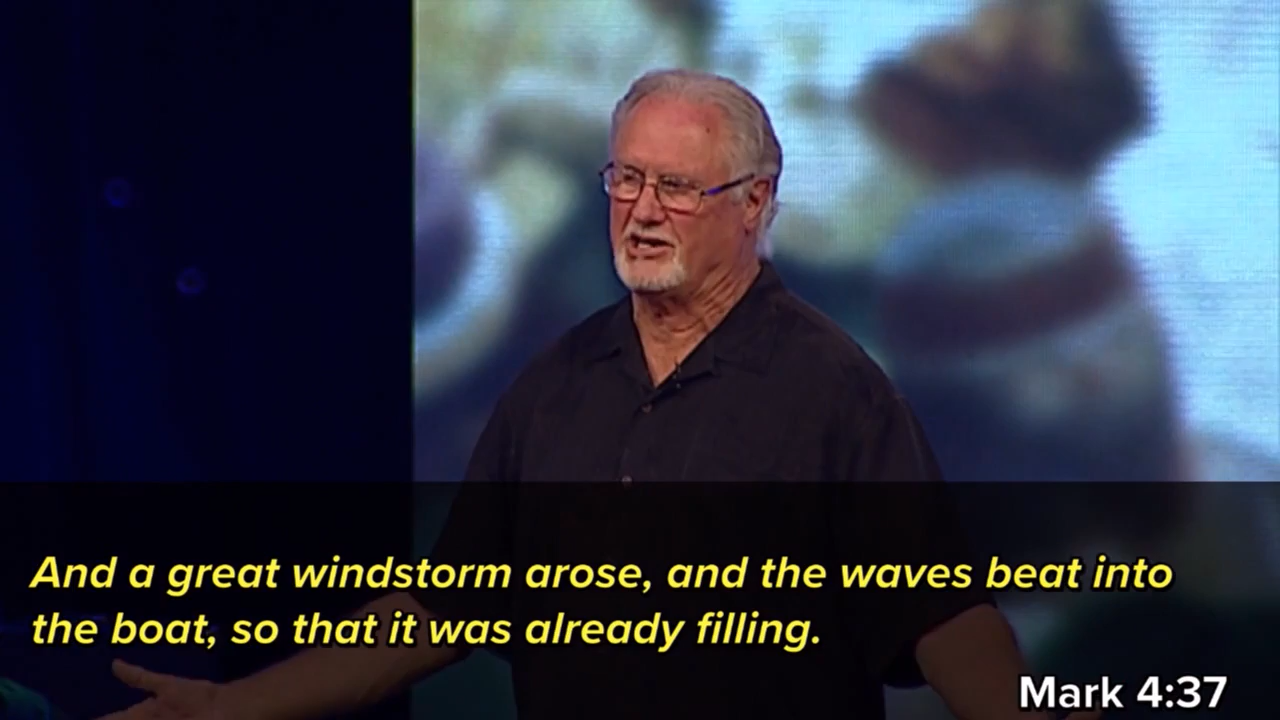 And a great windstorm arose, and the waves beat into
the boat, so that it was already filling.
Mark 4:37